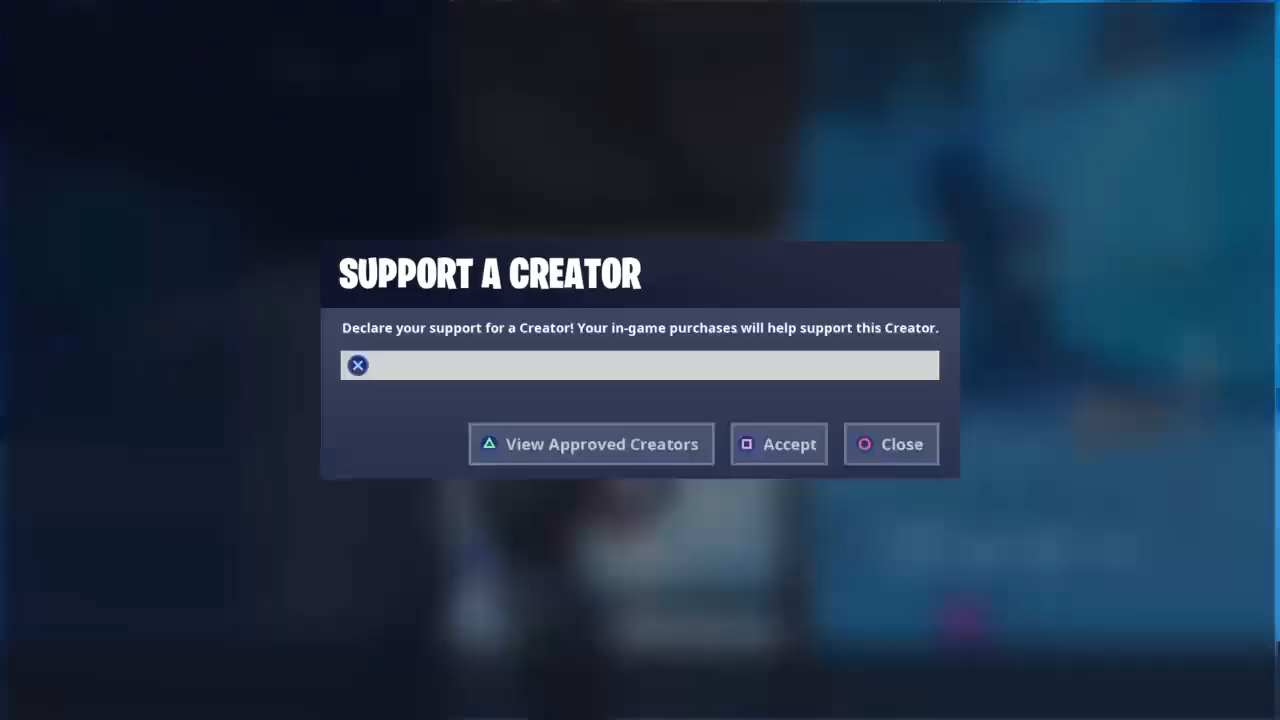 SUPPORT A CREATOR
Declare your support for a Creator! Your in-game purchases will help support this Creator.
View Approved Creators
Accept
Close